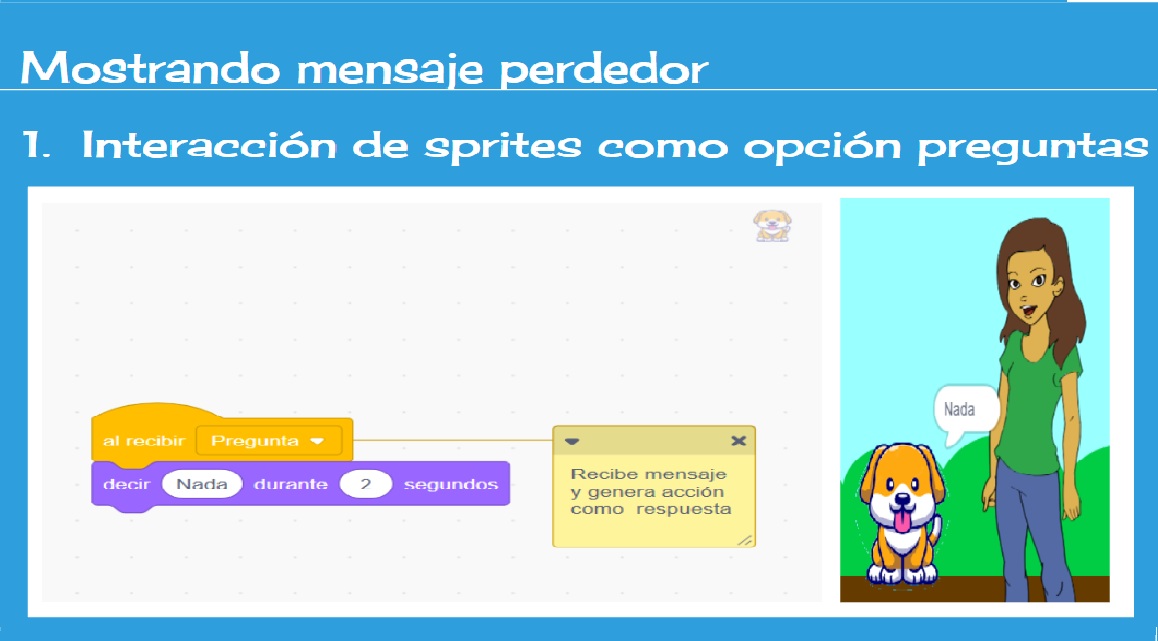 Mostrando mensaje perdedor
1. Interacción de sprites como opción preguntas
al recibir Pregunta
decir Nada durante 2 segundos
Recibe mensaje
y genera acción
como respuesta
Nada